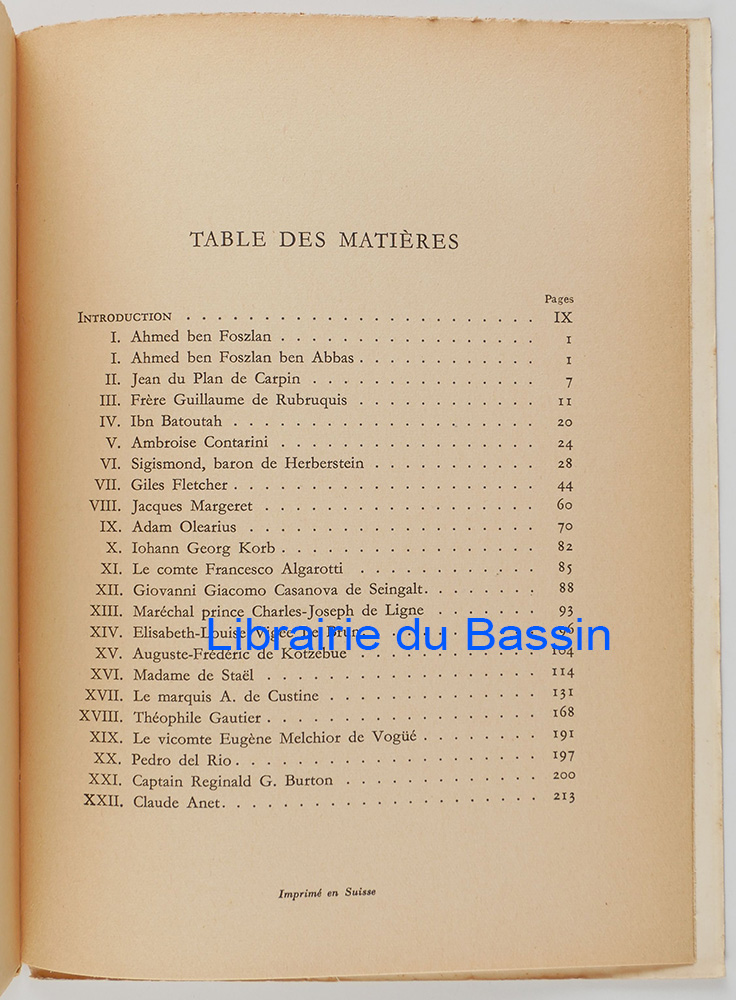 TABLE DES MATIÈRES
Pages
INTRODUCTION . . . . . . . . . . . . . . . . . . . . . . . IX
I. Ahmed ben Foszlan . . . . . . . . . . . . . . . . . 1
I. Ahmed ben Foszlan ben Abbas . . . . . . . . . . . . 1
II. Jean du Plan de Carpin . . . . . . . . . . . . . . . 7
III. Frère Guillaume de Rubruquis . . . . . . . . . . . . 11
IV. Ibn Batoutah . . . . . . . . . . . . . . . . . . . . 20
V. Ambroise Contarini . . . . . . . . . . . . . . . . . 24
VI. Sigismond, baron de Herberstein . . . . . . . . . . . 28
VII. Giles Fletcher . . . . . . . . . . . . . . . . . . . . 44
VIII. Jacques Margeret . . . . . . . . . . . . . . . . . . 60
IX. Adam Olearius . . . . . . . . . . . . . . . . . . . 70
X. Iohann Georg Korb . . . . . . . . . . . . . . . . . 82
XI. Le comte Francesco Algarotti . . . . . . . . . . . . 85
XII. Giovanni Giacomo Casanova de Seingalt . . . . . . . . 88
XIII. Maréchal prince Charles-Joseph de Ligne . . . . . . . 93
XIV. Elisabeth-Louise Vigée Le Brun . . . . . . . . . . . 96
XV. Auguste-Frédéric de Kotzebue . . . . . . . . . . . . 104
XVI. Madame de Staël . . . . . . . . . . . . . . . . . . 114
XVII. Le marquis A. de Custine . . . . . . . . . . . . . . 131
XVIII. Théophile Gautier . . . . . . . . . . . . . . . . . . 168
XIX. Le vicomte Eugène Melchior de Vogüé . . . . . . . . 191
XX. Pedro del Rio . . . . . . . . . . . . . . . . . . . . 197
XXI. Captain Reginald G. Burton . . . . . . . . . . . . . 200
XXII. Claude Anet . . . . . . . . . . . . . . . . . . . . . 213
Librairie du Bassin
Imprimé en Suisse